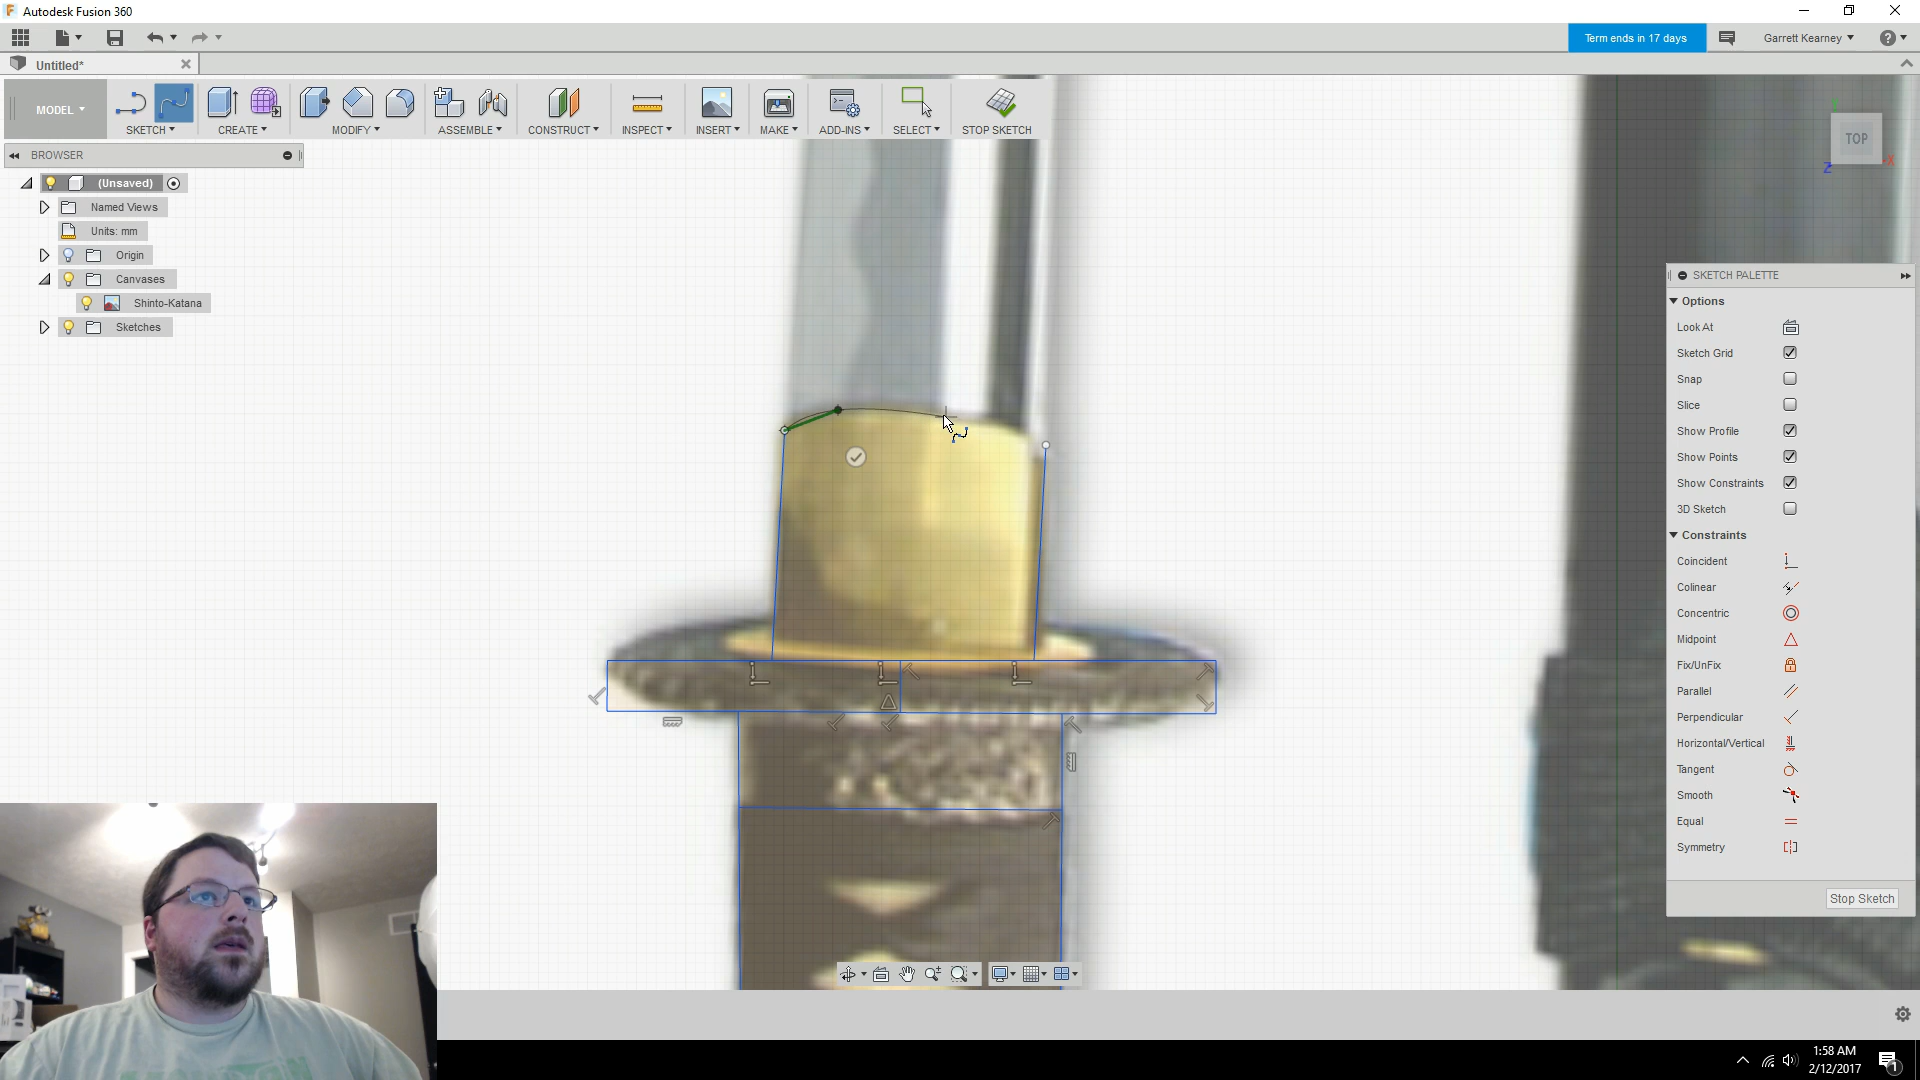 Autodesk Fusion 360
Term ends in 17 days
Garrett Kearney
Untitled*
MODEL
SKETCH
CREATE
MODIFY
ASSEMBLE
CONSTRUCT
INSPECT
INSERT
MAKE
ADD-INS
SELECT
STOP SKETCH
BROWSER
(Unsaved)
Named Views
Units: mm
Origin
Canvases
Shinto-Katana
Sketches
TOP
X
Z
SKETCH PALETTE
Options
Look At
Sketch Grid
Snap
Slice
Show Profile
Show Points
Show Constraints
3D Sketch
Constraints
Coincident
Colinear
Concentric
Midpoint
Fix/UnFix
Parallel
Perpendicular
Horizontal/Vertical
Tangent
Smooth
Equal
Symmetry
Stop Sketch
1:58 AM
2/12/2017
1